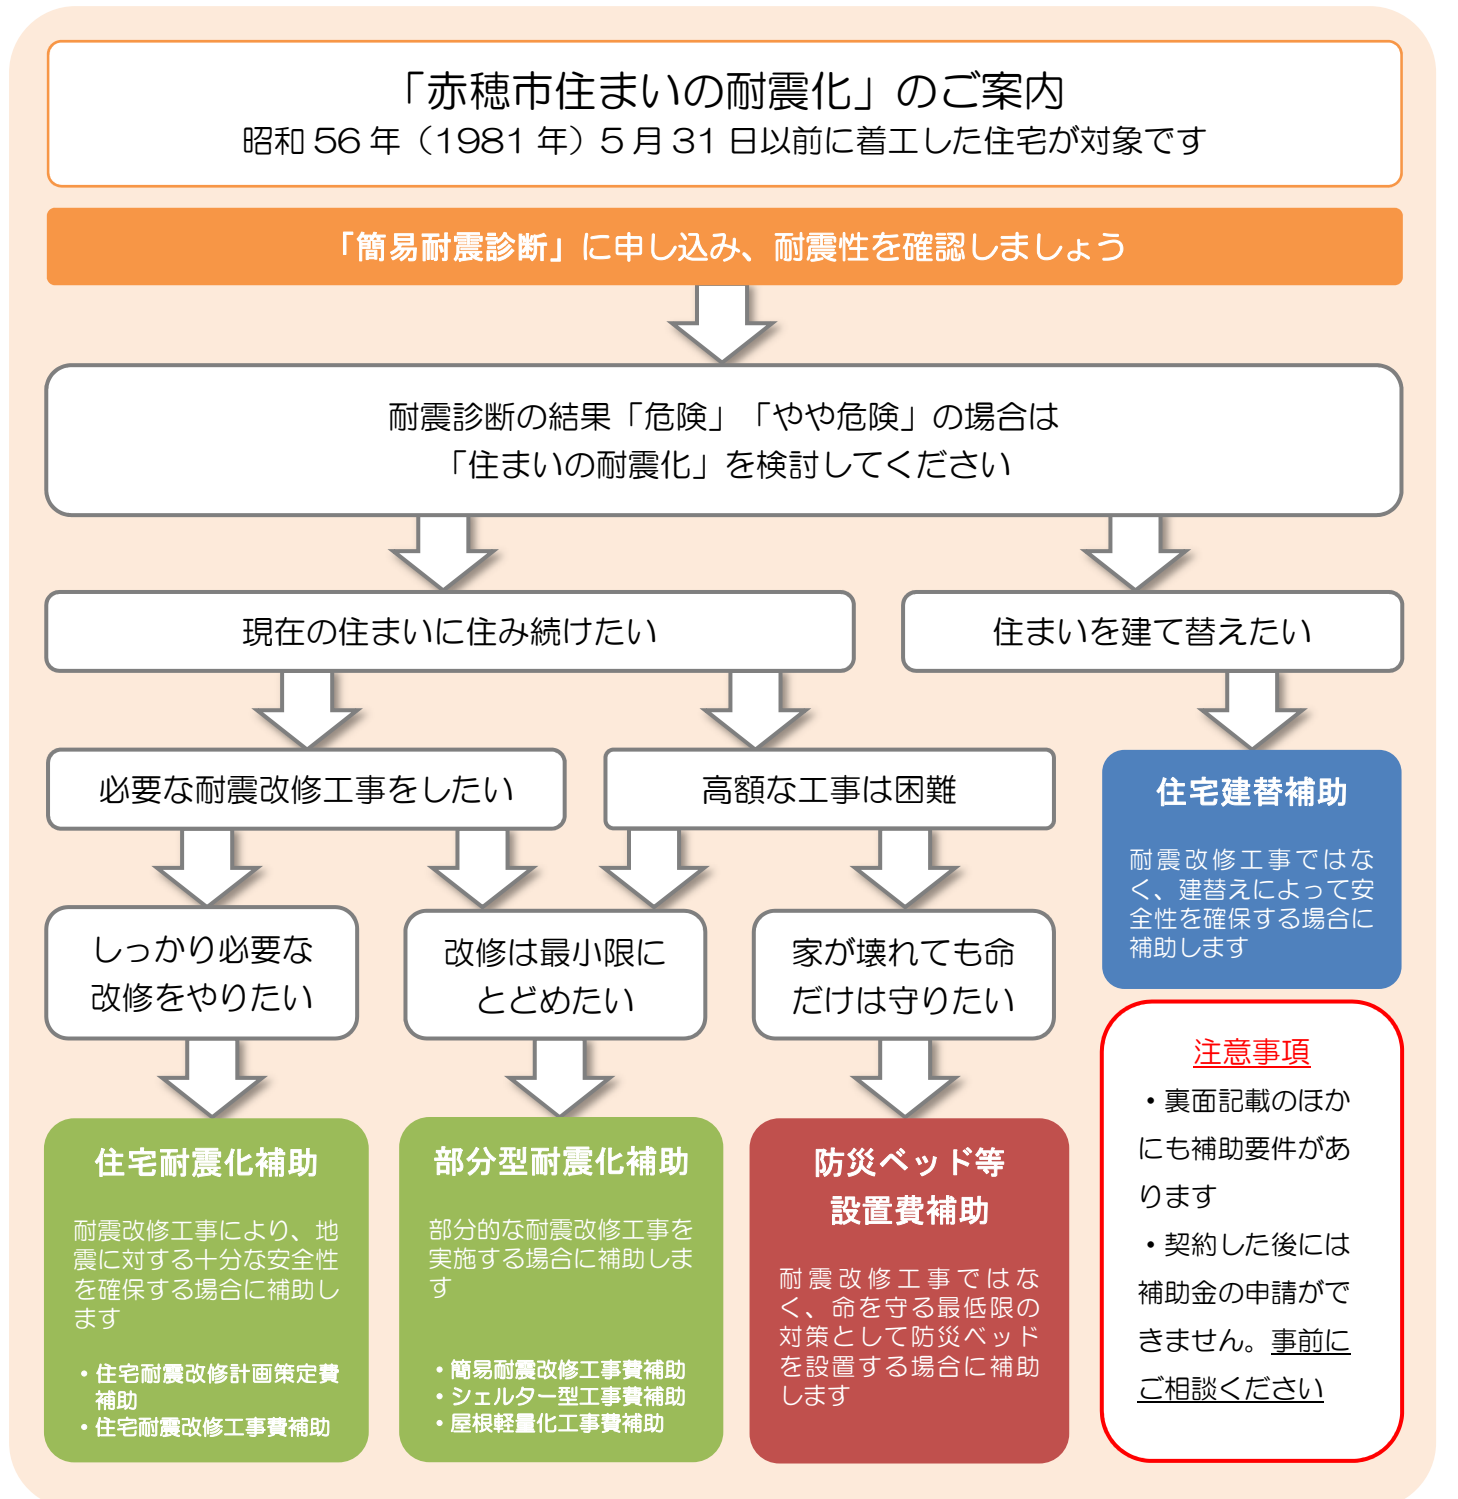 「赤穂市住まいの耐震化」のご案内
昭和56年（1981年）5月31日以前に着工した住宅が対象です
「簡易耐震診断」に申し込み、耐震性を確認しましょう
耐震診断の結果「危険」「やや危険」の場合は
「住まいの耐震化」を検討してください
現在の住まいに住み続けたい
住まいを建て替えたい
必要な耐震改修工事をしたい
高額な工事は困難
しっかり必要な
改修をやりたい
改修は最小限に
とどめたい
家が壊れても命
だけは守りたい
住宅建替補助
耐震改修工事ではな
く、建替えによって安
全性を確保する場合に
補助します
住宅耐震化補助
耐震改修工事により、地
震に対する十分な安全性
を確保する場合に補助し
ます
・住宅耐震改修計画策定費
補助
・住宅耐震改修工事費補助
部分型耐震化補助
部分的な耐震改修工事を
実施する場合に補助しま
す
・簡易耐震改修工事費補助
・シェルター型工事費補助
・屋根軽量化工事費補助
防災ベッド等
設置費補助
耐震改修工事ではな
く、命を守る最低限の
対策として防災ベッド
を設置する場合に補助
します
注意事項
・裏面記載のほか
にも補助要件があ
ります
・契約した後には
補助金の申請がで
きません。事前に
ご相談ください